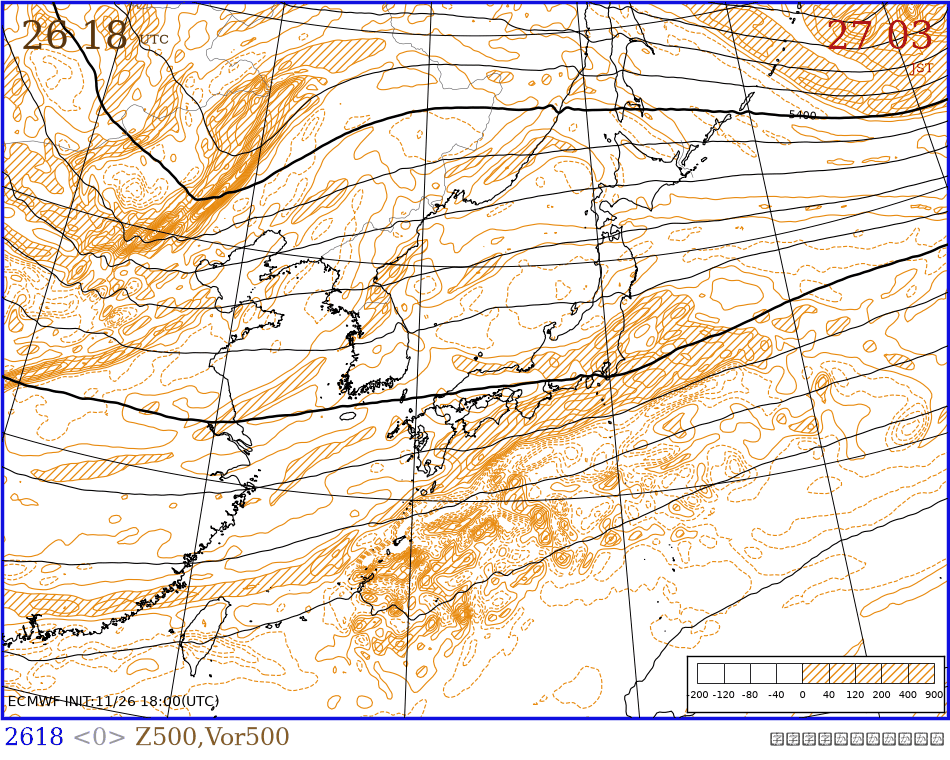 26 18 UTC
27 03
JST
5400
-200 -120 -80 -40 0 40 120 200 400 900
ECMWF INIT:11/26 18:00(UTC)
2618 <0> Z500,Vor500